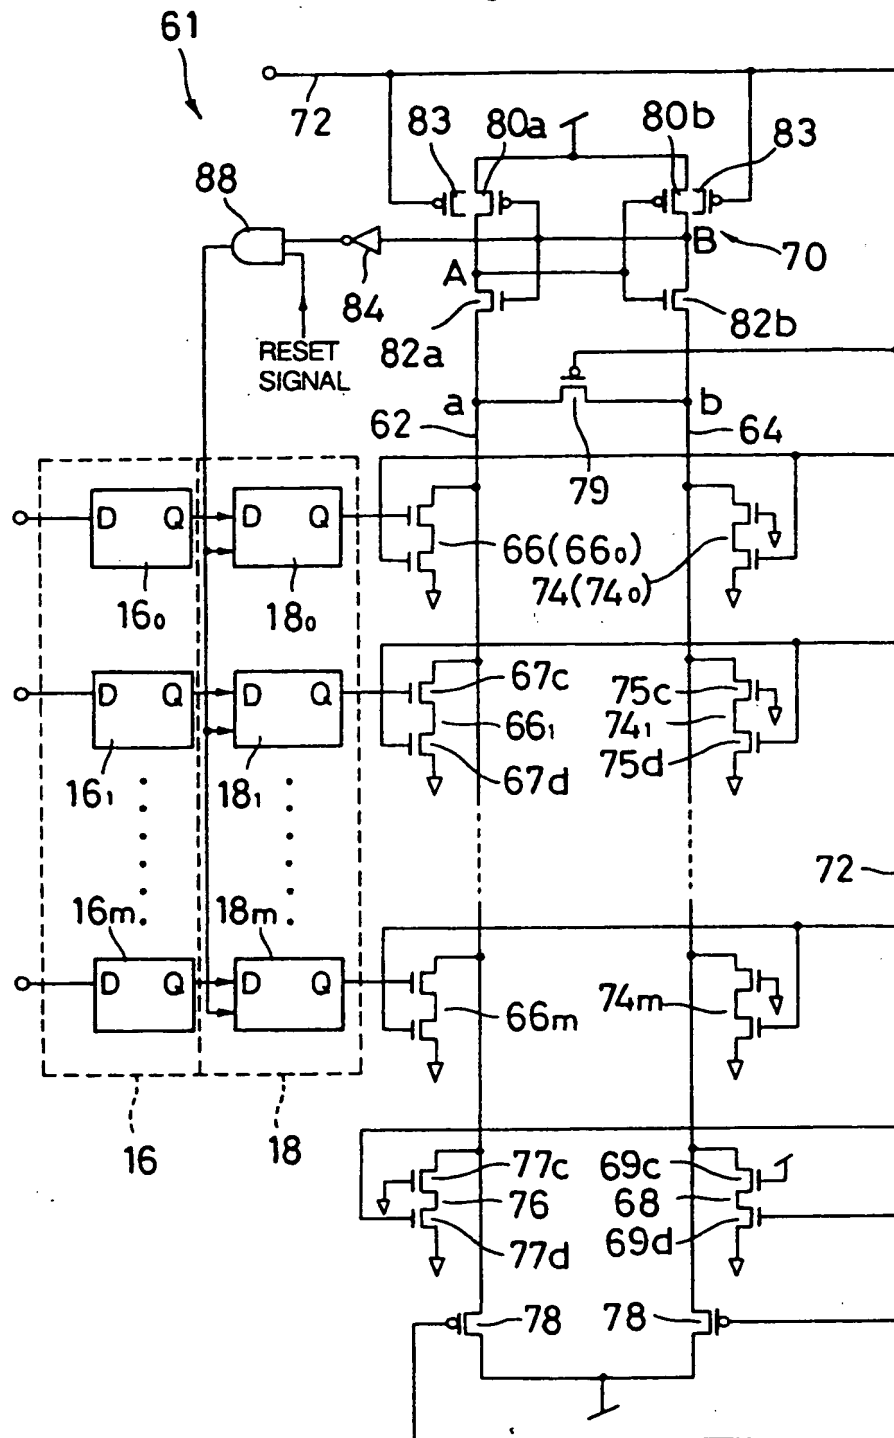 61
72
83
80a
80b
83
88
B
70
A
84
82a
82b
RESET
SIGNAL
a
b
62
64
79
D Q
D Q
66(660)
74(740)
160
180
D Q
D Q
67c
75c
661
741
67d
75d
161
181
72
16m
18m
D Q
D Q
66m
74m
16
18
77c
69c
76
68
77d
69d
78
78